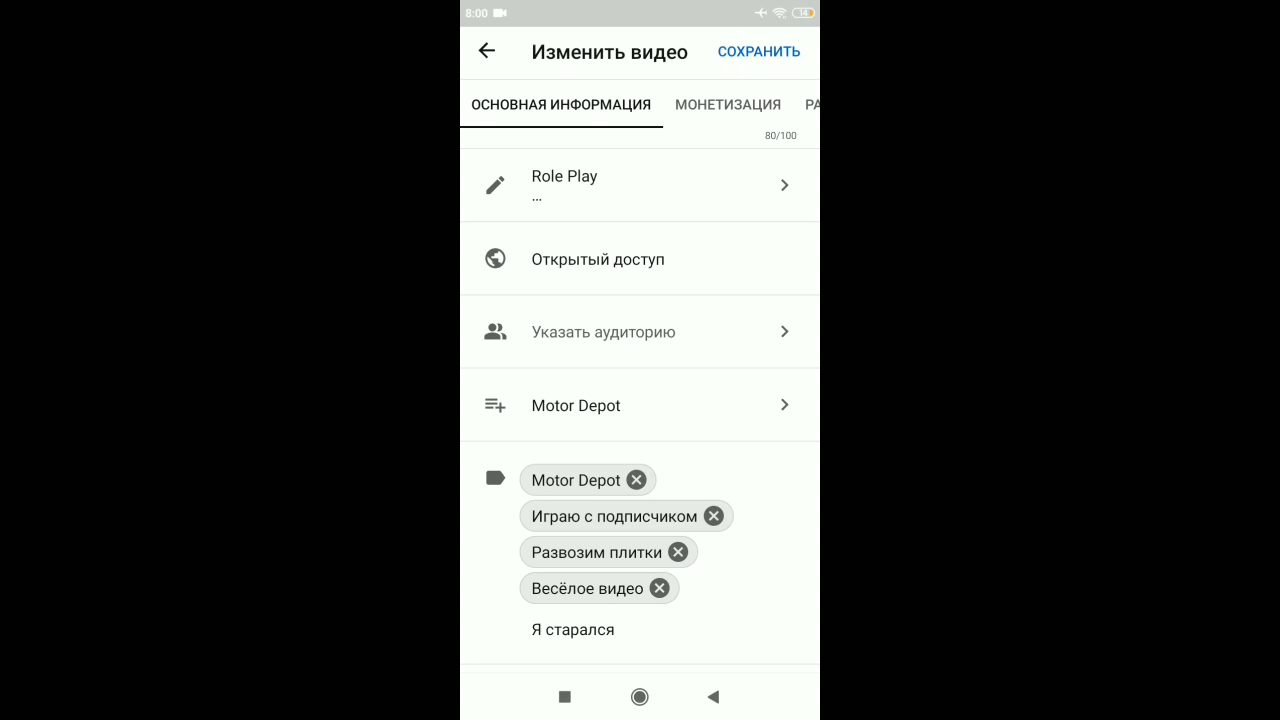 8:00
14
Изменить видео
СОХРАНИТЬ
ОСНОВНАЯ ИНФОРМАЦИЯ
МОНЕТИЗАЦИЯ
РА
80/100
Role Play
...
Открытый доступ
Указать аудиторию
Motor Depot
Motor Depot
Играю с подписчиком
Развозим плитки
Весёлое видео
Я старался